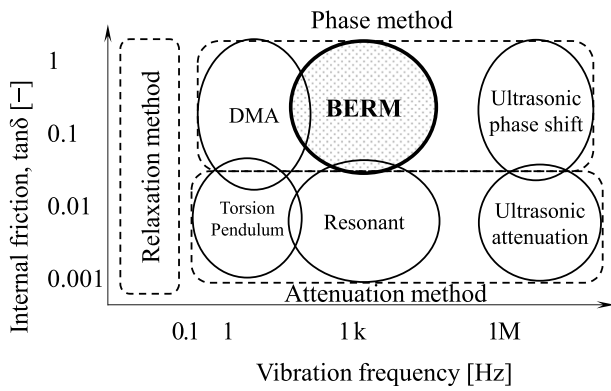 Phase method
1
0.1
0.01
0.001
Internal friction, tanδ [−]
Relaxation method
DMA
BERM
Ultrasonic
phase shift
Torsion
Pendulum
Resonant
Ultrasonic
attenuation
Attenuation method
0.1 1 1k 1M
Vibration frequency [Hz]